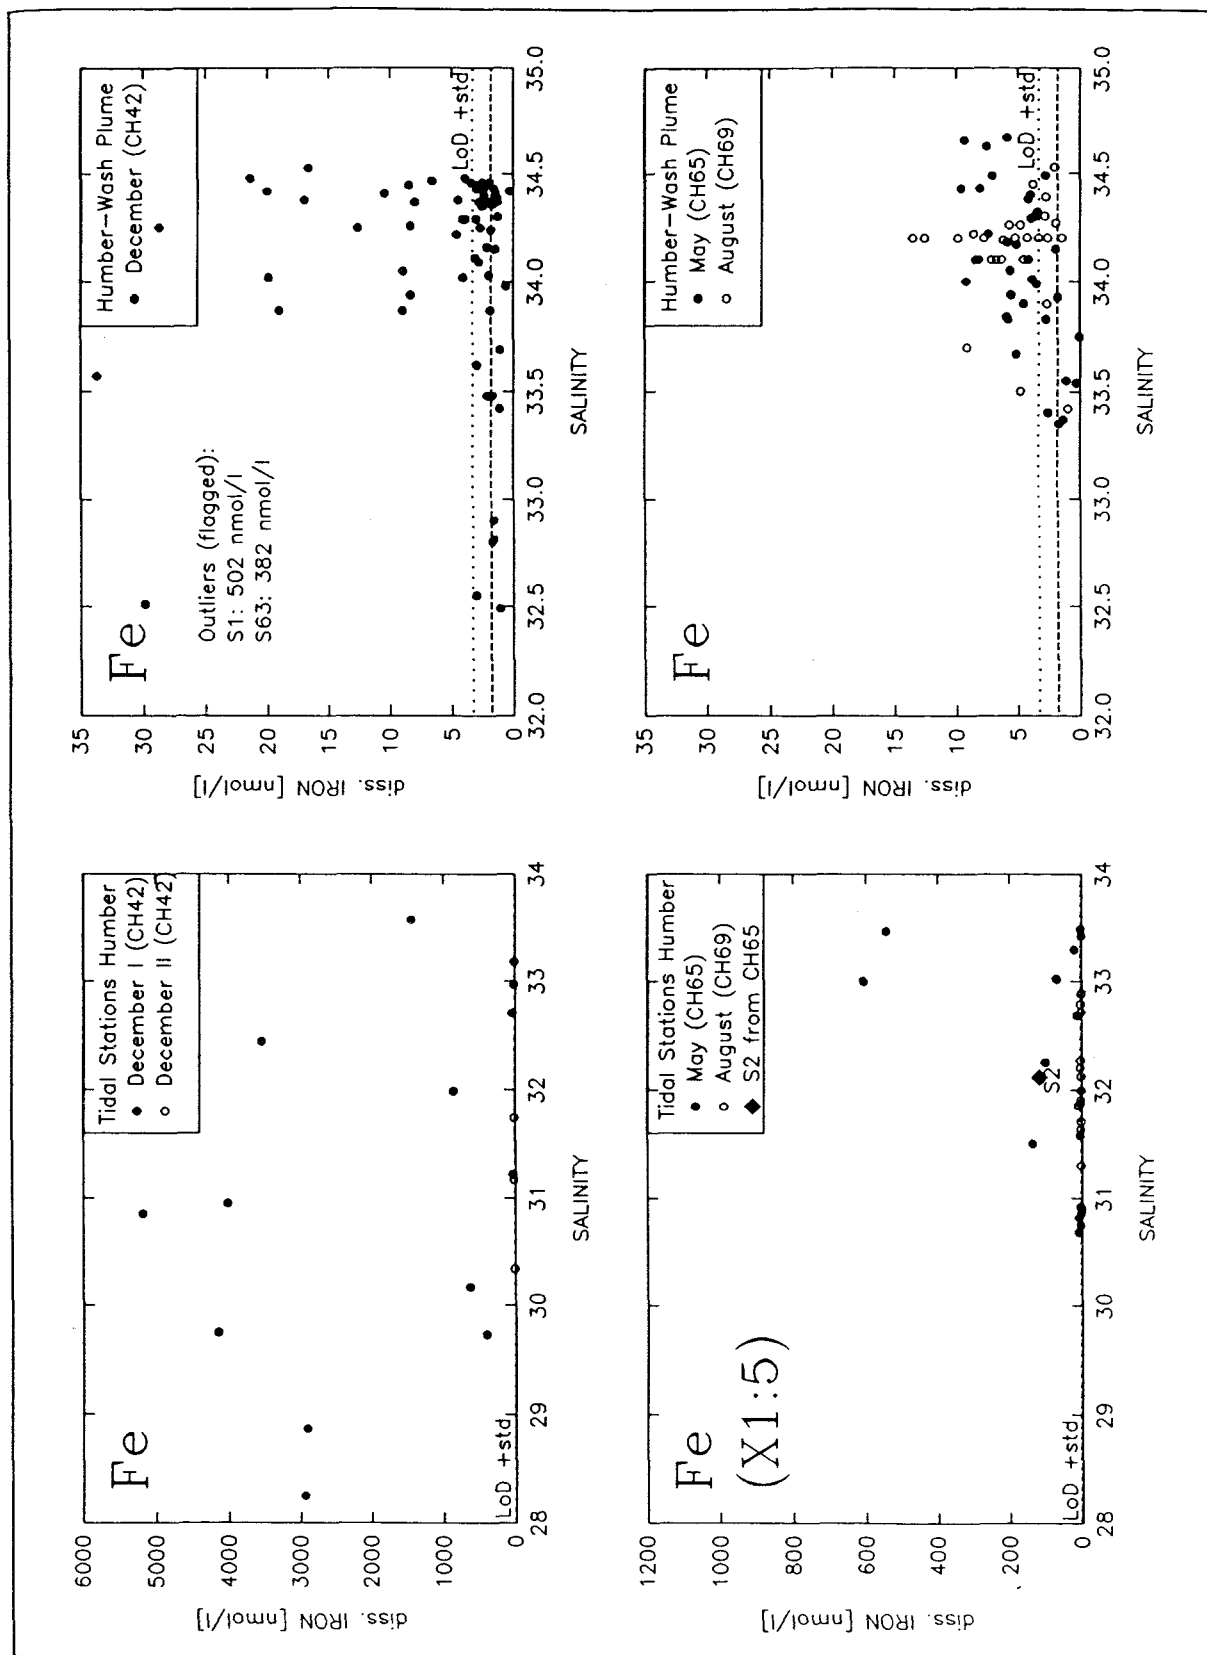 Fe
Tidal Stations Humber
December I (CH42)
December II (CH42)
LoD +std
6000
5000
4000
3000
2000
1000
0
diss. IRON [nmol/l]
28
29
30
31
32
33
34
SALINITY
Fe
Humber-Wash Plume
December (CH42)
Outliers (flagged):
S1: 502 nmol/l
S63: 382 nmol/l
LoD +std
35
30
25
20
15
10
5
0
diss. IRON [nmol/l]
32.0
32.5
33.0
33.5
34.0
34.5
35.0
SALINITY
Fe
(X1:5)
Tidal Stations Humber
May (CH65)
August (CH69)
S2 from CH65
S2
LoD +std
1200
1000
800
600
400
200
0
diss. IRON [nmol/l]
28
29
30
31
32
33
34
SALINITY
Fe
Humber-Wash Plume
May (CH65)
August (CH69)
LoD +std
35
30
25
20
15
10
5
0
diss. IRON [nmol/l]
32.0
32.5
33.0
33.5
34.0
34.5
35.0
SALINITY